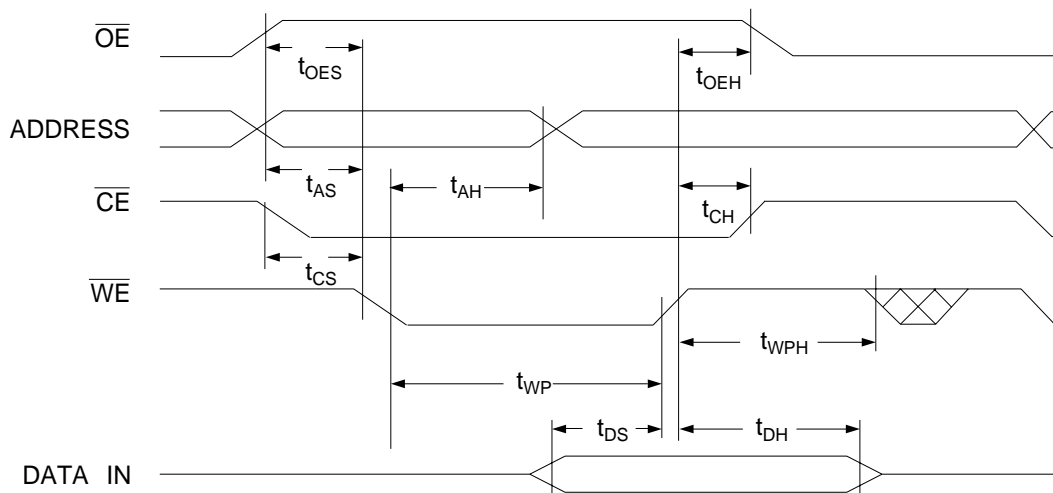 OE
tOES
tOEH
ADDRESS
tAS
tAH
CE
tCH
tCS
WE
tWPH
tWP
tDS
tDH
DATA IN